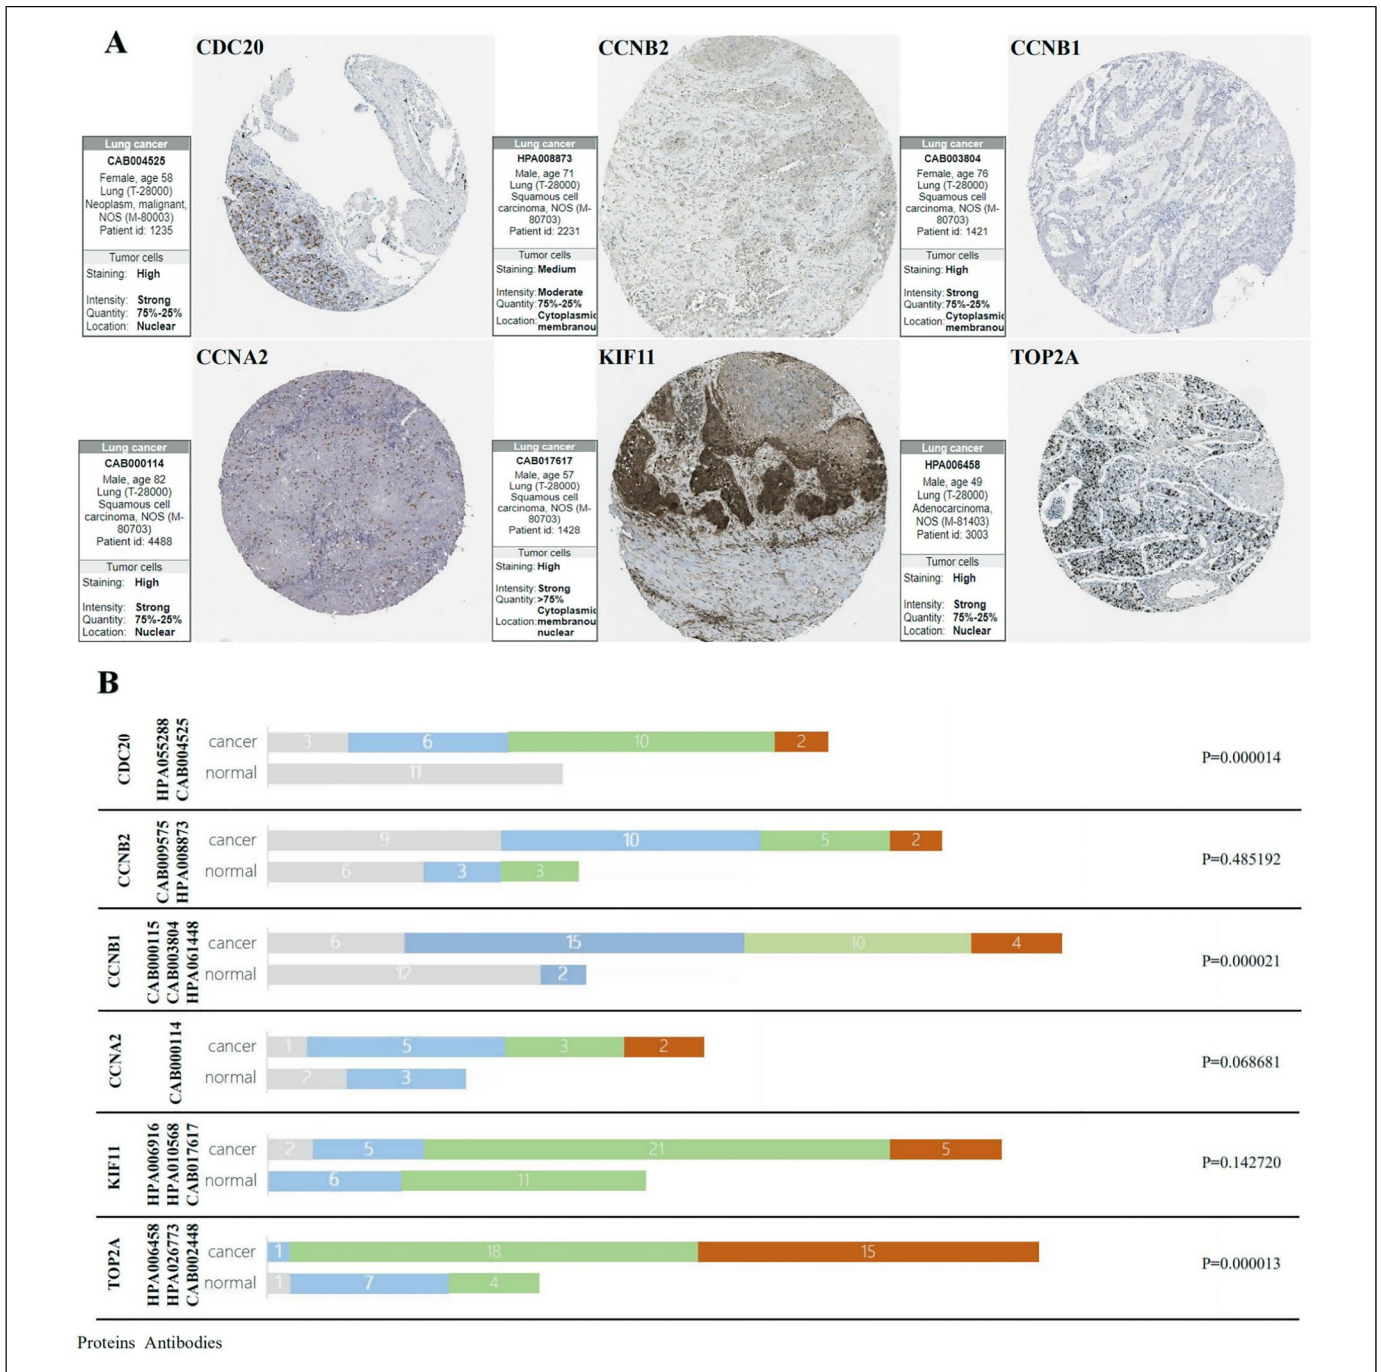 A
CDC20
Lung cancer
CAB004525
Female, age 58
Lung (T-28000)
Neoplasm, malignant,
NOS (M-80003)
Patient id: 1235
Tumor cells
Staining: High
Intensity: Strong
Quantity: 75%-25%
Location: Nuclear
CCNB2
Lung cancer
HPA008873
Male, age 71
Lung (T-28000)
Squamous cell
carcinoma, NOS (M-
80703)
Patient id: 2231
Tumor cells
Staining: Medium
Intensity: Moderate
Quantity: 75%-25%
Location: Cytoplasmic
membranou
CCNB1
Lung cancer
CAB003804
Female, age 76
Lung (T-28000)
Squamous cell
carcinoma, NOS (M-
80703)
Patient id: 1421
Tumor cells
Staining: High
Intensity: Strong
Quantity: 75%-25%
Location: Cytoplasmic
membranou
CCNA2
Lung cancer
CAB000114
Male, age 82
Lung (T-28000)
Squamous cell
carcinoma, NOS (M-
80703)
Patient id: 4488
Tumor cells
Staining: High
Intensity: Strong
Quantity: 75%-25%
Location: Nuclear
KIF11
Lung cancer
CAB017617
Male, age 57
Lung (T-28000)
Squamous cell
carcinoma, NOS (M-
80703)
Patient id: 1428
Tumor cells
Staining: High
Intensity: Strong
Quantity: >75%
Cytoplasmic
Location: membranou
nuclear
TOP2A
Lung cancer
HPA006458
Male, age 49
Lung (T-28000)
Adenocarcinoma,
NOS (M-81403)
Patient id: 3003
Tumor cells
Staining: High
Intensity: Strong
Quantity: 75%-25%
Location: Nuclear
B
CDC20
HPA055288
CAB004525
cancer 3 6 10 2
normal 11
P=0.000014
CCNB2
CAB009575
HPA008873
cancer 9 10 5 2
normal 6 3 3
P=0.485192
CCNB1
CAB000115
CAB003804
HPA061448
cancer 6 15 10 4
normal 12 2
P=0.000021
CCNA2
CAB000114
cancer 1 5 3 2
normal 2 3
P=0.068681
KIF11
HPA006916
HPA010568
CAB017617
cancer 2 5 21 5
normal 6 11
P=0.142720
TOP2A
HPA006458
HPA026773
CAB002448
cancer 1 18 15
normal 1 7 4
P=0.000013
Proteins Antibodies